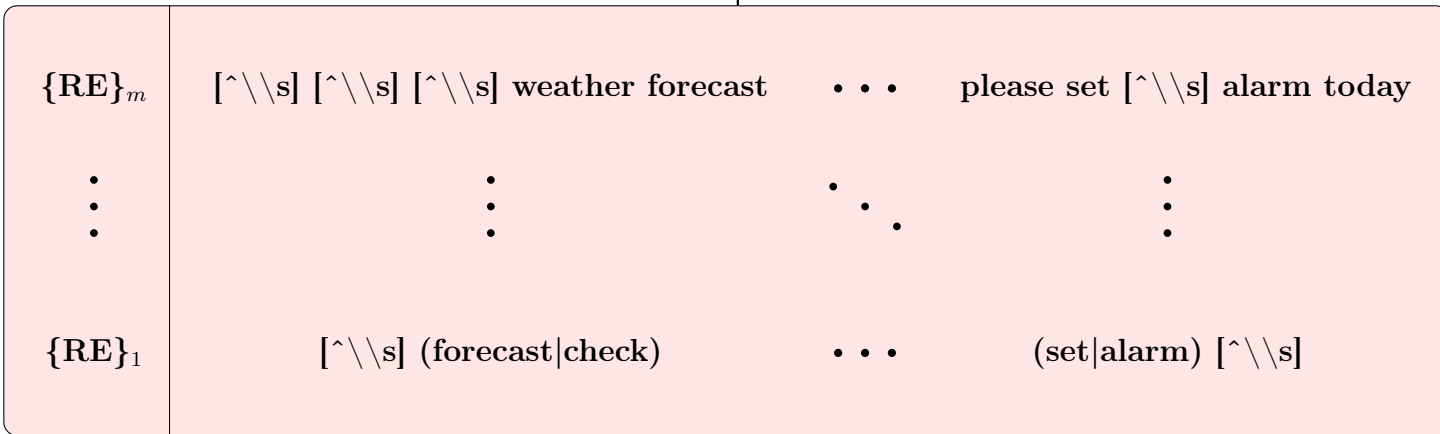 {RE}m [^\\s] [^\\s] [^\\s] weather forecast • • • please set [^\\s] alarm today
{RE}1 [^\\s] (forecast|check) • • • (set|alarm) [^\\s]